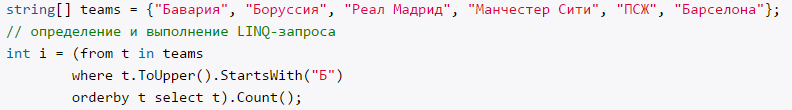 string[] teams = {"Бавария", "Боруссия", "Реал Мадрид", "Манчестер Сити", "ПСЖ", "Барселона"};
// определение и выполнение LINQ-запроса
int i = (from t in teams
where t.ToUpper().StartsWith("Б")
orderby t select t).Count();